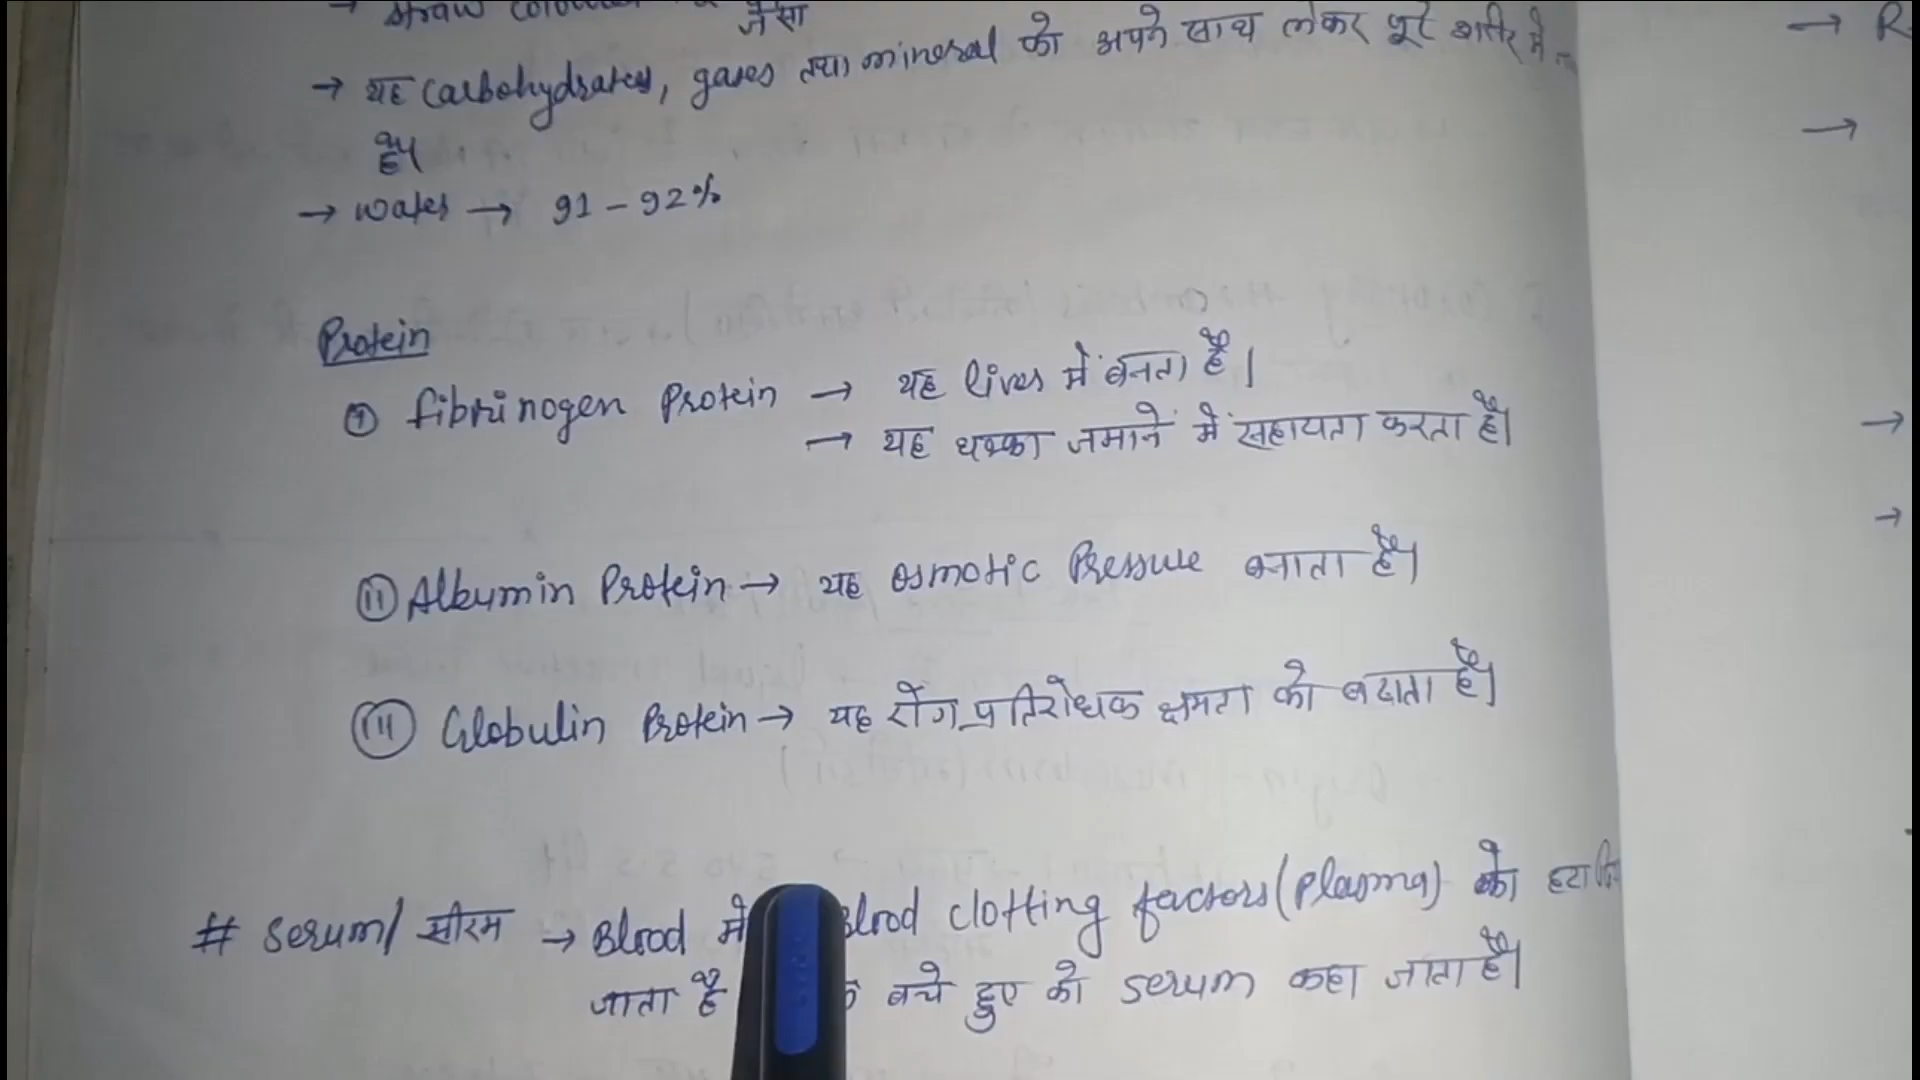 → straw colour जैसा
→ यह carbohydrates, gases तथा mineral को अपने साथ लेकर पूरे शरीर में
है।
→ water → 91 - 92%
Protein
① fibrinogen Protein → यह liver में बनता है।
→ यह थक्का जमाने में सहायता करता है।
ⅱ Albumin Protein → यह osmotic Pressure बनाता है।
ⅲ Globulin Protein → यह रोग प्रतिरोधक क्षमता को बढाता है।
# serum/ सीरम → Blood में Blood clotting factors (plasma) को हटा
जाता है बचे हुए को serum कहा जाता है।
→ R
→
→
→